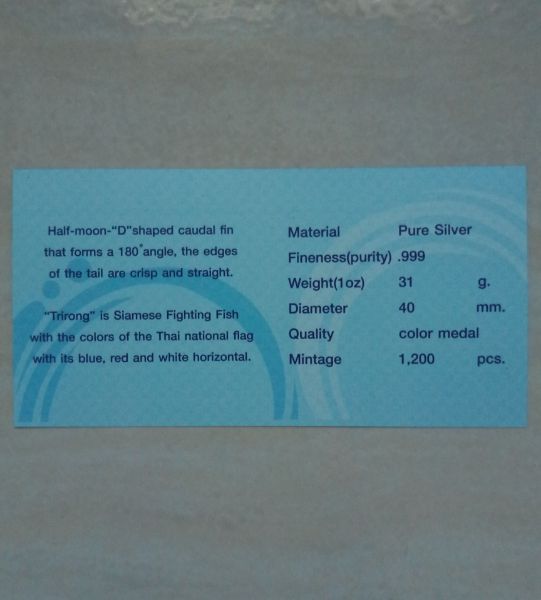 Half-moon-“D”shaped caudal fin
that forms a 180°angle, the edges
of the tail are crisp and straight.
“Trirong” is Siamese Fighting Fish
with the colors of the Thai national flag
with its blue, red and white horizontal.
Material Pure Silver
Fineness(purity) .999
Weight(1oz) 31 g.
Diameter 40 mm.
Quality color medal
Mintage 1,200 pcs.